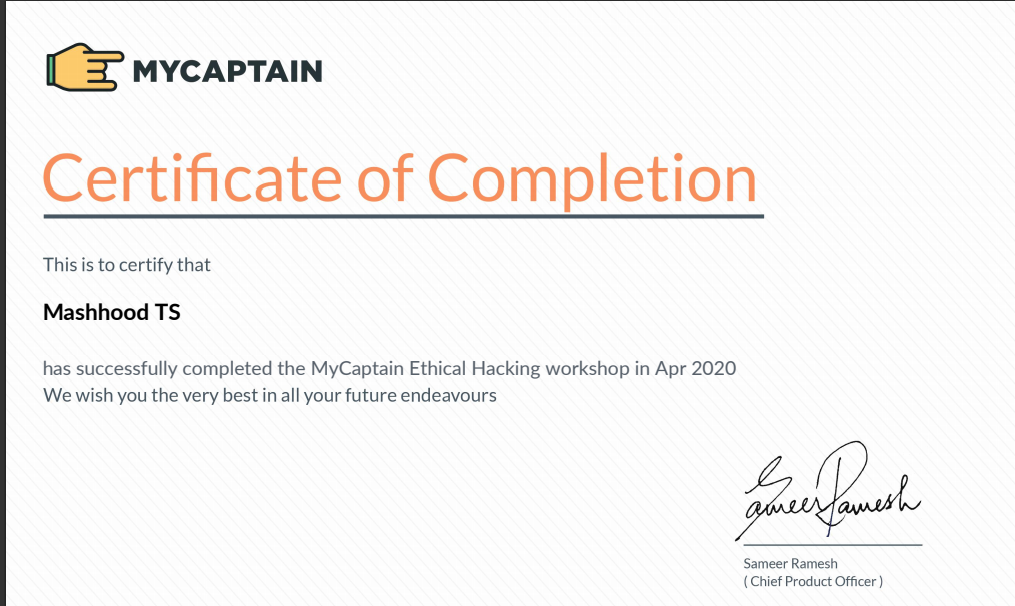 MYCAPTAIN
Certificate of Completion
This is to certify that
Mashhood TS
has successfully completed the MyCaptain Ethical Hacking workshop in Apr 2020
We wish you the very best in all your future endeavours
Sameer Ramesh
Sameer Ramesh
( Chief Product Officer )